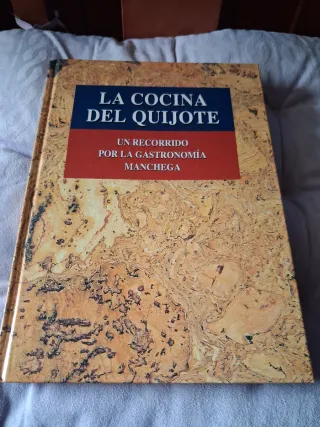 LA COCINA
DEL QUIJOTE
UN RECORRIDO
POR LA GASTRONOMÍA
MANCHEGA